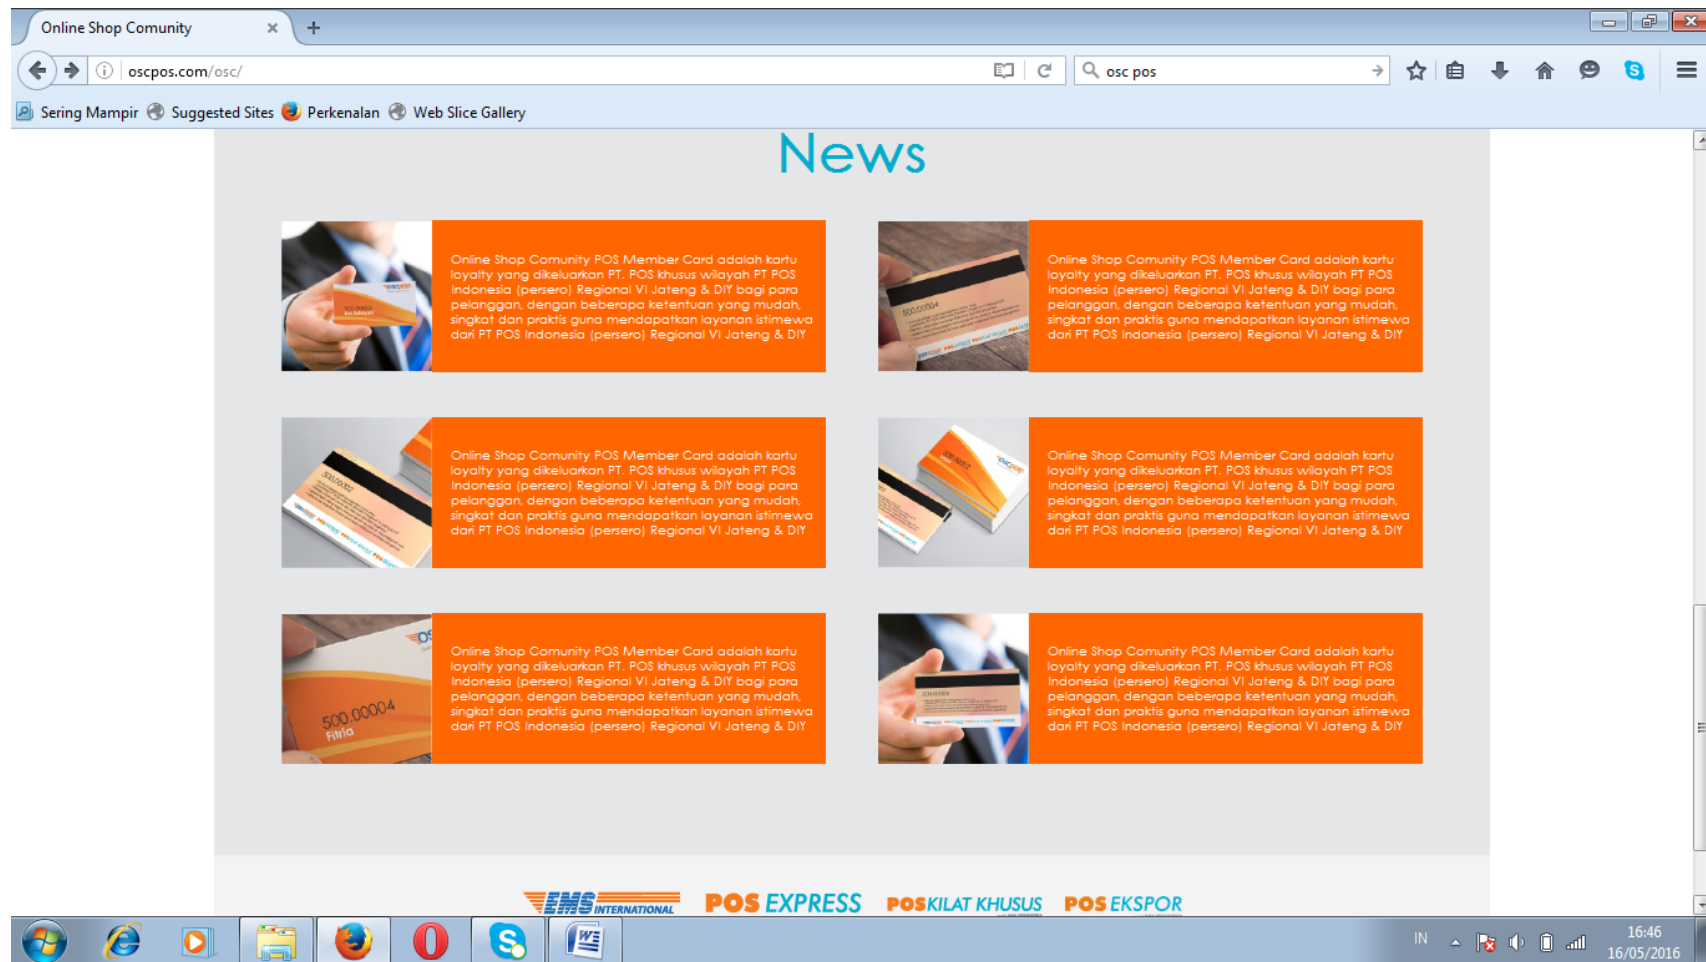 Online Shop Comunity
oscpos.com/osc/
osc pos
Sering Mampir
Suggested Sites
Perkenalan
Web Slice Gallery
News
Online Shop Comunity POS Member Card adalah kartu
loyalty yang dikeluarkan PT. POS khusus wilayah PT POS
Indonesia (persero) Regional VI Jateng & DIY bagi para
pelanggan, dengan beberapa ketentuan yang mudah,
singkat dan praktis guna mendapatkan layanan istimewa
dari PT POS Indonesia (persero) Regional VI Jateng & DIY
500.00004
Online Shop Comunity POS Member Card adalah kartu
loyalty yang dikeluarkan PT. POS khusus wilayah PT POS
Indonesia (persero) Regional VI Jateng & DIY bagi para
pelanggan, dengan beberapa ketentuan yang mudah,
singkat dan praktis guna mendapatkan layanan istimewa
dari PT POS Indonesia (persero) Regional VI Jateng & DIY
500.00002
Online Shop Comunity POS Member Card adalah kartu
loyalty yang dikeluarkan PT. POS khusus wilayah PT POS
Indonesia (persero) Regional VI Jateng & DIY bagi para
pelanggan, dengan beberapa ketentuan yang mudah,
singkat dan praktis guna mendapatkan layanan istimewa
dari PT POS Indonesia (persero) Regional VI Jateng & DIY
Online Shop Comunity POS Member Card adalah kartu
loyalty yang dikeluarkan PT. POS khusus wilayah PT POS
Indonesia (persero) Regional VI Jateng & DIY bagi para
pelanggan, dengan beberapa ketentuan yang mudah,
singkat dan praktis guna mendapatkan layanan istimewa
dari PT POS Indonesia (persero) Regional VI Jateng & DIY
500.00004
Fitria
Online Shop Comunity POS Member Card adalah kartu
loyalty yang dikeluarkan PT. POS khusus wilayah PT POS
Indonesia (persero) Regional VI Jateng & DIY bagi para
pelanggan, dengan beberapa ketentuan yang mudah,
singkat dan praktis guna mendapatkan layanan istimewa
dari PT POS Indonesia (persero) Regional VI Jateng & DIY
Online Shop Comunity POS Member Card adalah kartu
loyalty yang dikeluarkan PT. POS khusus wilayah PT POS
Indonesia (persero) Regional VI Jateng & DIY bagi para
pelanggan, dengan beberapa ketentuan yang mudah,
singkat dan praktis guna mendapatkan layanan istimewa
dari PT POS Indonesia (persero) Regional VI Jateng & DIY
EMS INTERNATIONAL
POS EXPRESS
POSKILAT KHUSUS
POS EKSPOR
IN
16:46
16/05/2016